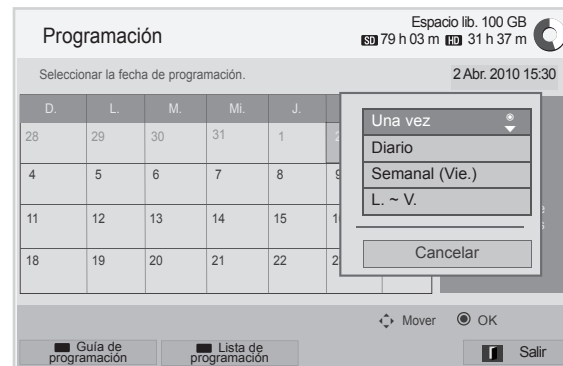 Programación
Espacio lib. 100 GB
SD 79 h 03 m HD 31 h 37 m
Seleccionar la fecha de programación.
2 Abr. 2010 15:30
D. L. M. Mi. J.
28 29 30 31 1
4 5 6 7 8 9
11 12 13 14 15
18 19 20 21 22
Una vez
Diario
Semanal (Vie.)
L. ~ V.
Cancelar
Mover OK
Guía de programación
Lista de programación
Salir